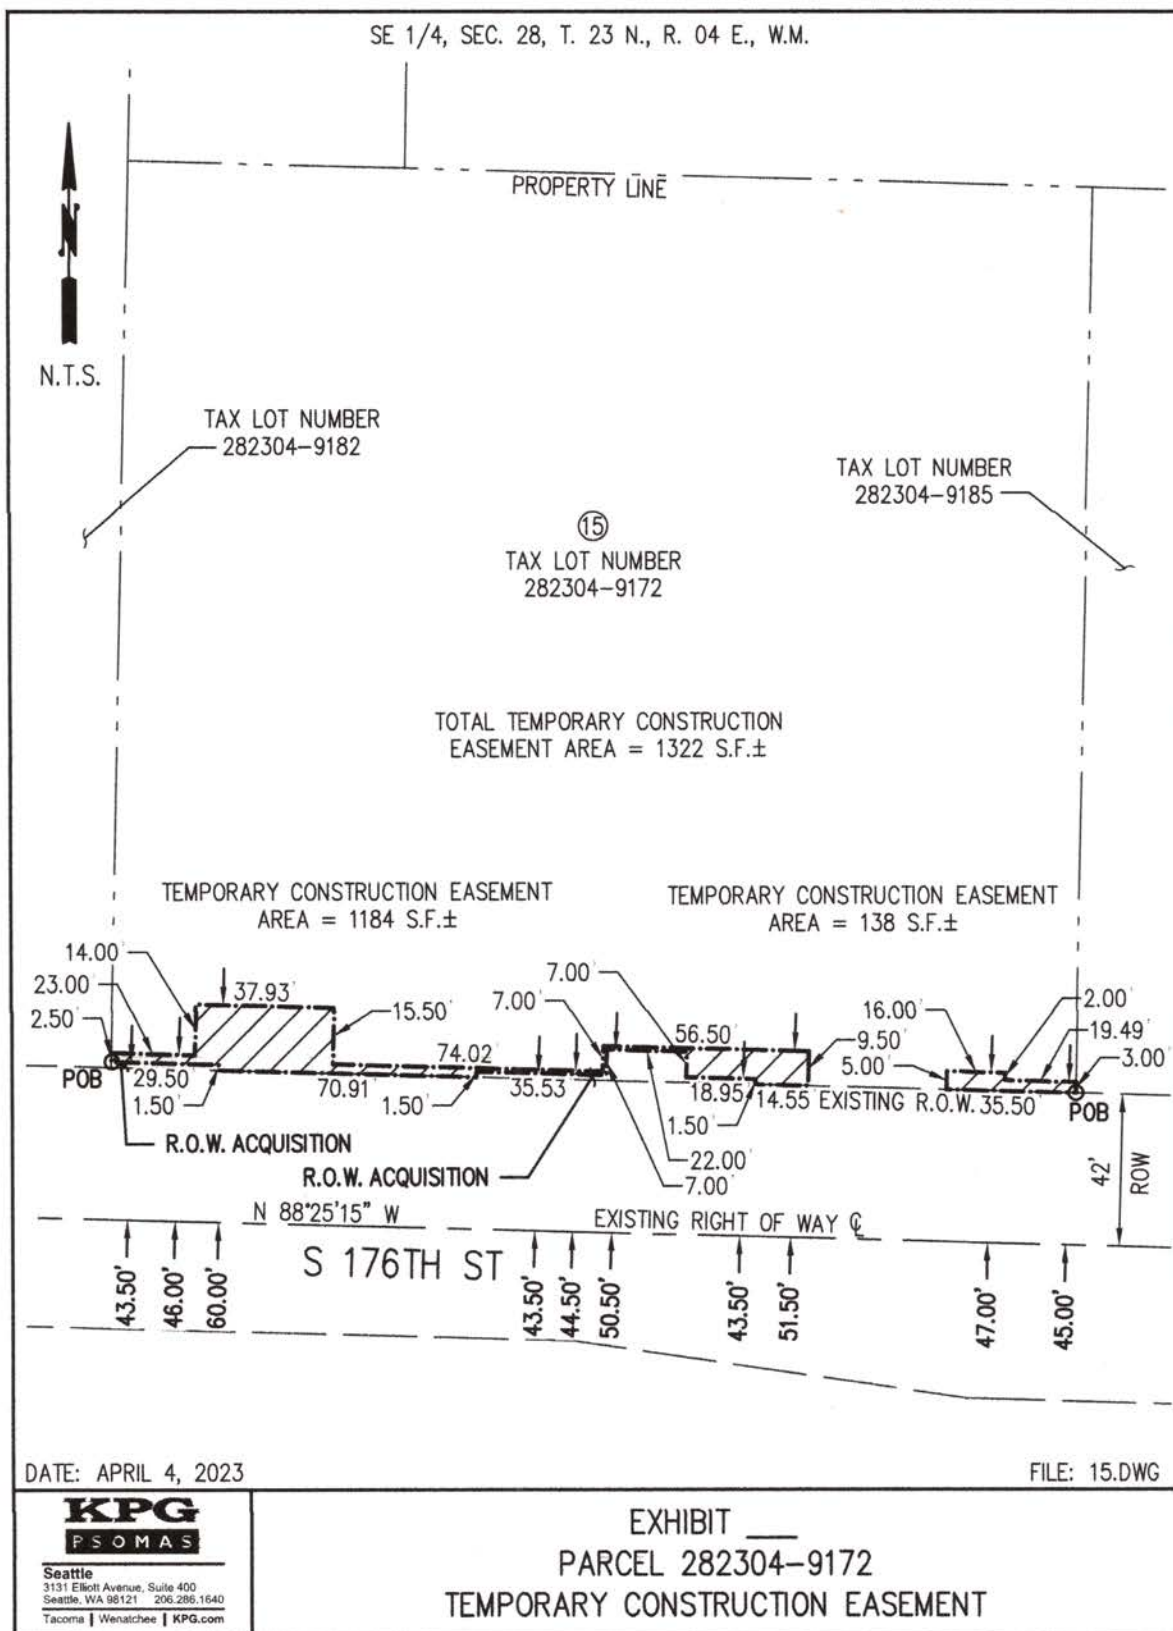 SE 1/4, SEC. 28, T. 23 N., R. 04 E., W.M.
PROPERTY LINE
N
N.T.S.
TAX LOT NUMBER
282304-9182
TAX LOT NUMBER
282304-9185
15
TAX LOT NUMBER
282304-9172
TOTAL TEMPORARY CONSTRUCTION
EASEMENT AREA = 1322 S.F.±
TEMPORARY CONSTRUCTION EASEMENT
AREA = 1184 S.F.±
TEMPORARY CONSTRUCTION EASEMENT
AREA = 138 S.F.±
14.00'
23.00'
2.50'
37.93'
15.50'
7.00'
7.00'
56.50'
9.50'
16.00'
2.00'
19.49'
3.00'
5.00'
POB
29.50'
1.50'
70.91'
74.02'
1.50'
35.53'
18.95'
14.55'
1.50'
22.00'
7.00'
EXISTING R.O.W.
35.50'
POB
R.O.W. ACQUISITION
R.O.W. ACQUISITION
42'
ROW
N 88°25'15" W
EXISTING RIGHT OF WAY ℄
S 176TH ST
43.50'
46.00'
60.00'
43.50'
44.50'
50.50'
43.50'
51.50'
47.00'
45.00'
DATE: APRIL 4, 2023
FILE: 15.DWG
KPG
PSOMAS
Seattle
3131 Elliott Avenue, Suite 400
Seattle, WA 98121 206.286.1640
Tacoma | Wenatchee | KPG.com
EXHIBIT ___
PARCEL 282304-9172
TEMPORARY CONSTRUCTION EASEMENT